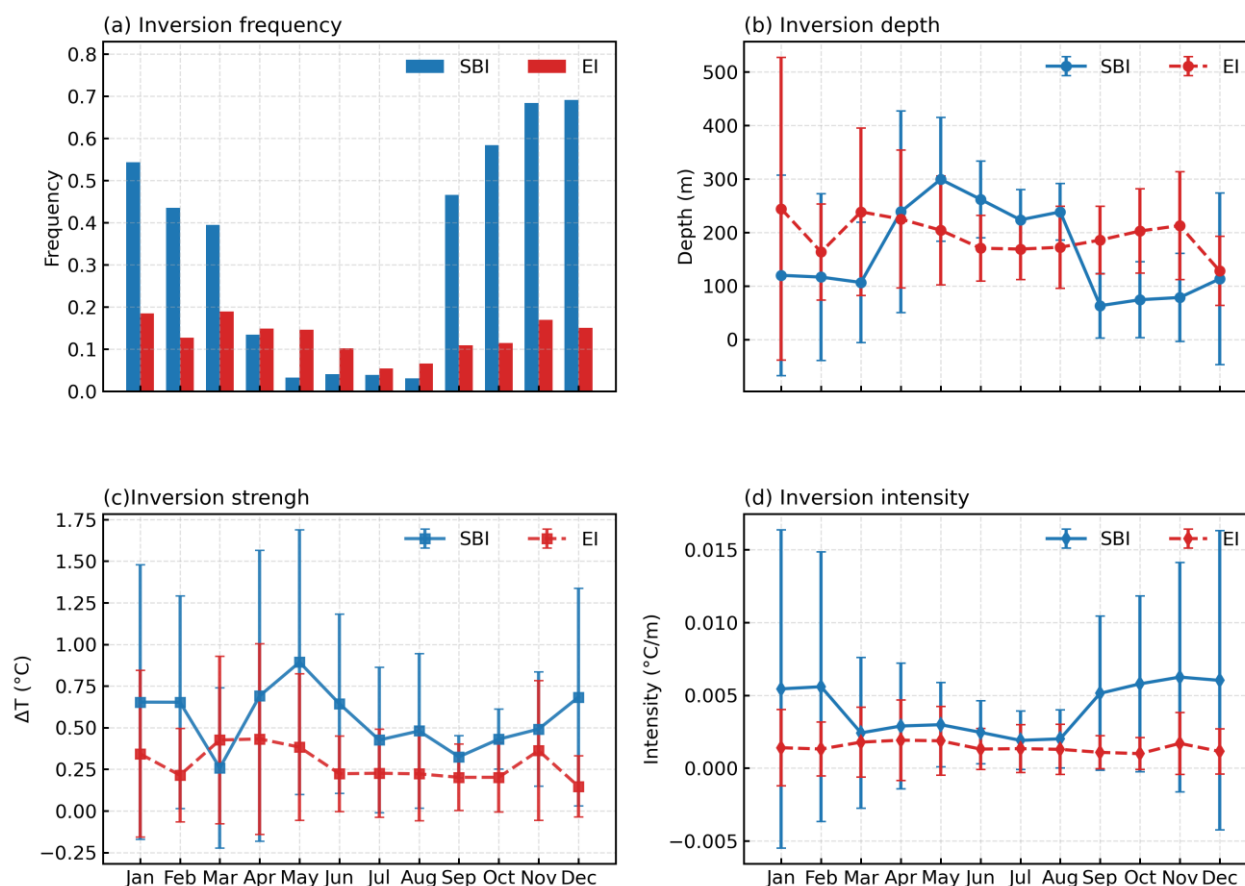 (a) Inversion frequency
0.8
0.7
0.6
0.5
0.4
0.3
0.2
0.1
0.0
Frequency
SBI EI
(b) Inversion depth
500
400
300
200
100
0
Depth (m)
SBI EI
(c)Inversion strengh
1.75
1.50
1.25
1.00
0.75
0.50
0.25
0.00
−0.25
ΔT (°C)
SBI EI
Jan Feb Mar Apr May Jun Jul Aug Sep Oct Nov Dec
(d) Inversion intensity
0.015
0.010
0.005
0.000
−0.005
Intensity (°C/m)
SBI EI
Jan Feb Mar Apr May Jun Jul Aug Sep Oct Nov Dec